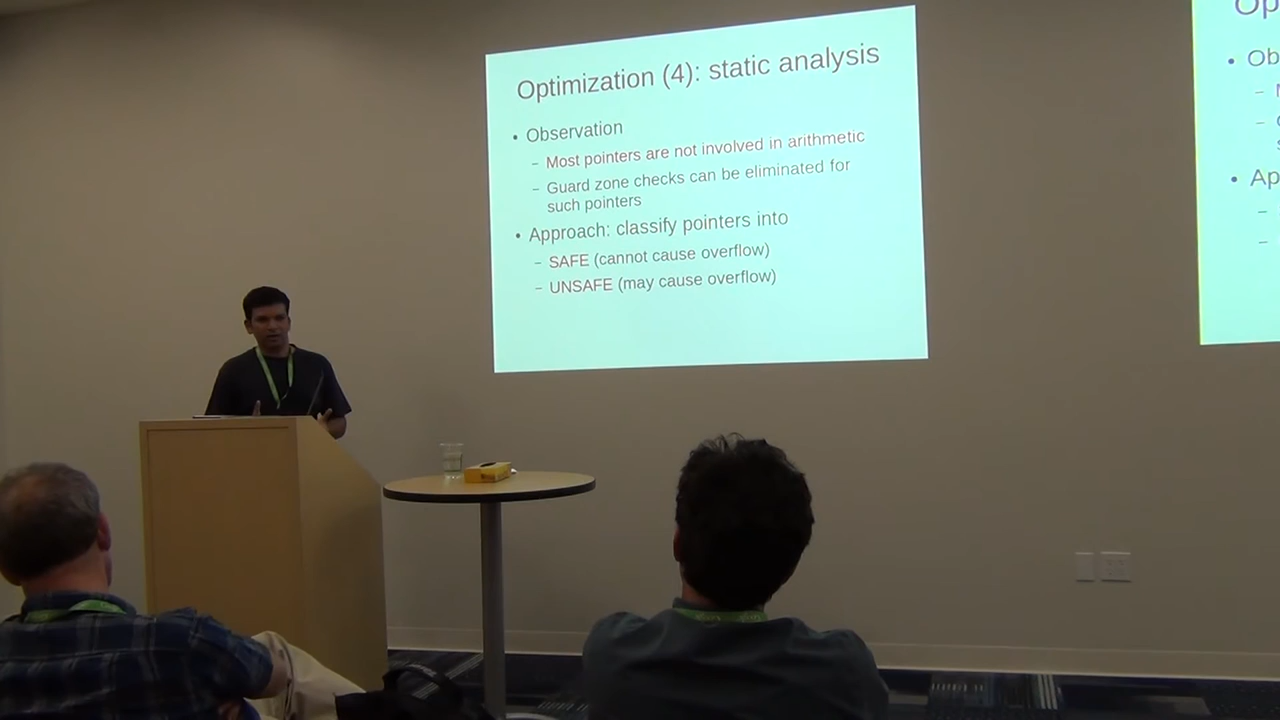 Optimization (4): static analysis
• Observation
– Most pointers are not involved in arithmetic
– Guard zone checks can be eliminated for
such pointers
• Approach: classify pointers into
– SAFE (cannot cause overflow)
– UNSAFE (may cause overflow)
Op
• Ob
• Ap